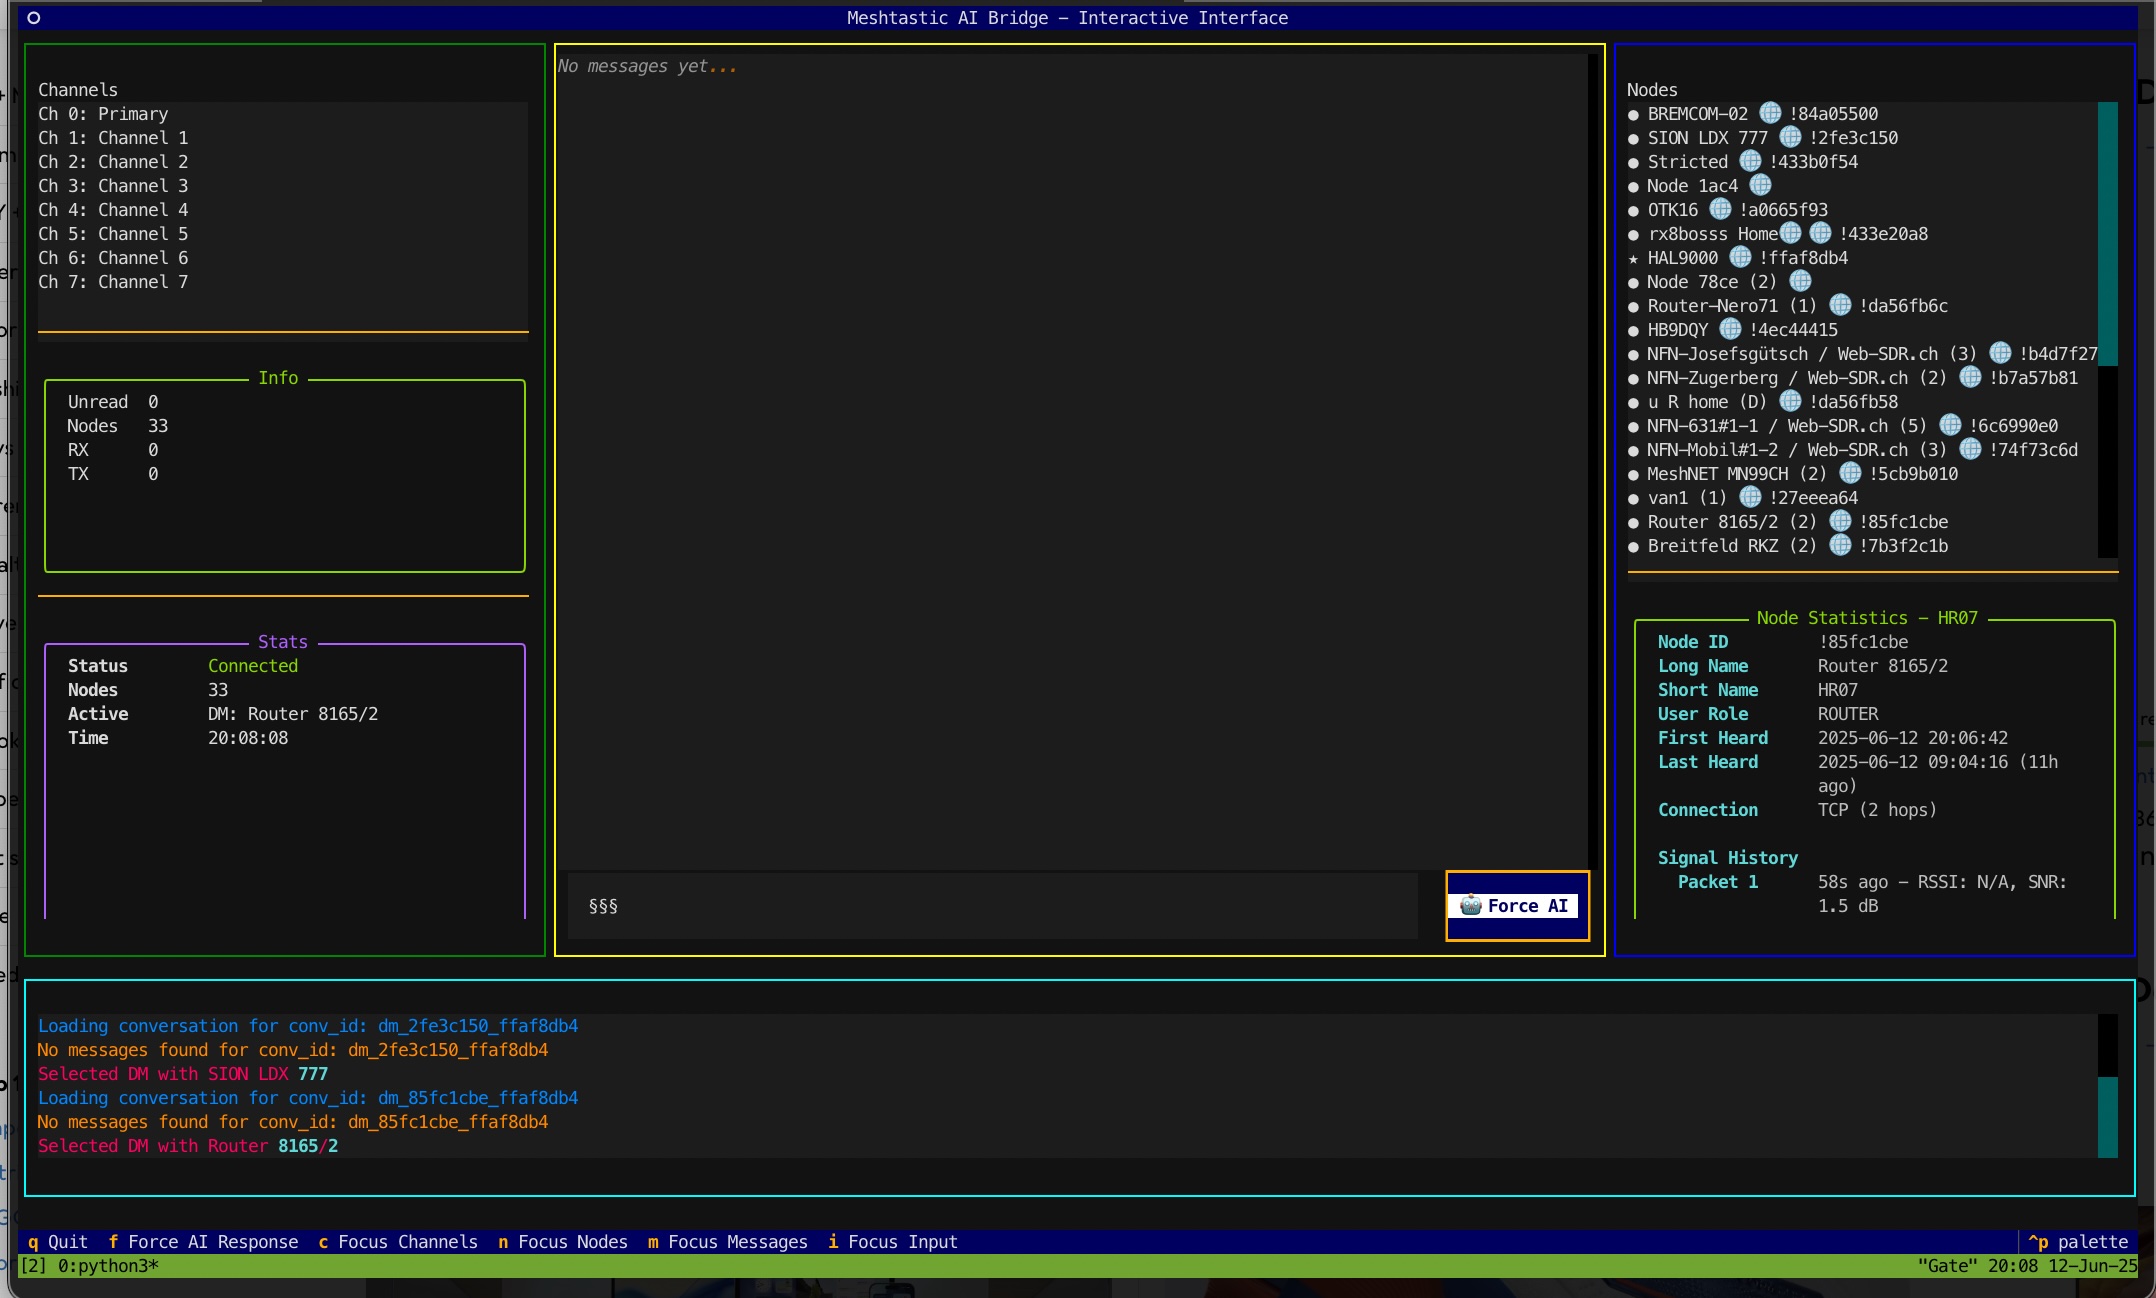 Meshtastic AI Bridge — Interactive Interface
Channels
Ch 0: Primary
Ch 1: Channel 1
Ch 2: Channel 2
Ch 3: Channel 3
Ch 4: Channel 4
Ch 5: Channel 5
Ch 6: Channel 6
Ch 7: Channel 7
Info
Unread 0
Nodes 33
RX 0
TX 0
Stats
Status Connected
Nodes 33
Active DM: Router 8165/2
Time 20:08:08
No messages yet...
§§§
🤖 Force AI
Nodes
● BREMCOM-02 🌐 !84a05500
● SION LDX 777 🌐 !2fe3c150
● Stricted 🌐 !433b0f54
● Node 1ac4 🌐
● OTK16 🌐 !a0665f93
● rx8bosss Home🌐 🌐 !433e20a8
★ HAL9000 🌐 !ffaf8db4
● Node 78ce (2) 🌐
● Router-Nero71 (1) 🌐 !da56fb6c
● HB9DQY 🌐 !4ec44415
● NFN-Josefsgütsch / Web-SDR.ch (3) 🌐 !b4d7f27
● NFN-Zugerberg / Web-SDR.ch (2) 🌐 !b7a57b81
● u R home (D) 🌐 !da56fb58
● NFN-631#1-1 / Web-SDR.ch (5) 🌐 !6c6990e0
● NFN-Mobil#1-2 / Web-SDR.ch (3) 🌐 !74f73c6d
● MeshNET MN99CH (2) 🌐 !5cb9b010
● van1 (1) 🌐 !27eeea64
● Router 8165/2 (2) 🌐 !85fc1cbe
● Breitfeld RKZ (2) 🌐 !7b3f2c1b
Node Statistics — HR07
Node ID !85fc1cbe
Long Name Router 8165/2
Short Name HR07
User Role ROUTER
First Heard 2025-06-12 20:06:42
Last Heard 2025-06-12 09:04:16 (11h
ago)
Connection TCP (2 hops)
Signal History
Packet 1 58s ago - RSSI: N/A, SNR:
1.5 dB
Loading conversation for conv_id: dm_2fe3c150_ffaf8db4
No messages found for conv_id: dm_2fe3c150_ffaf8db4
Selected DM with SION LDX 777
Loading conversation for conv_id: dm_85fc1cbe_ffaf8db4
No messages found for conv_id: dm_85fc1cbe_ffaf8db4
Selected DM with Router 8165/2
q Quit f Force AI Response c Focus Channels n Focus Nodes m Focus Messages i Focus Input ^p palette
[2] 0:python3* "Gate" 20:08 12-Jun-25